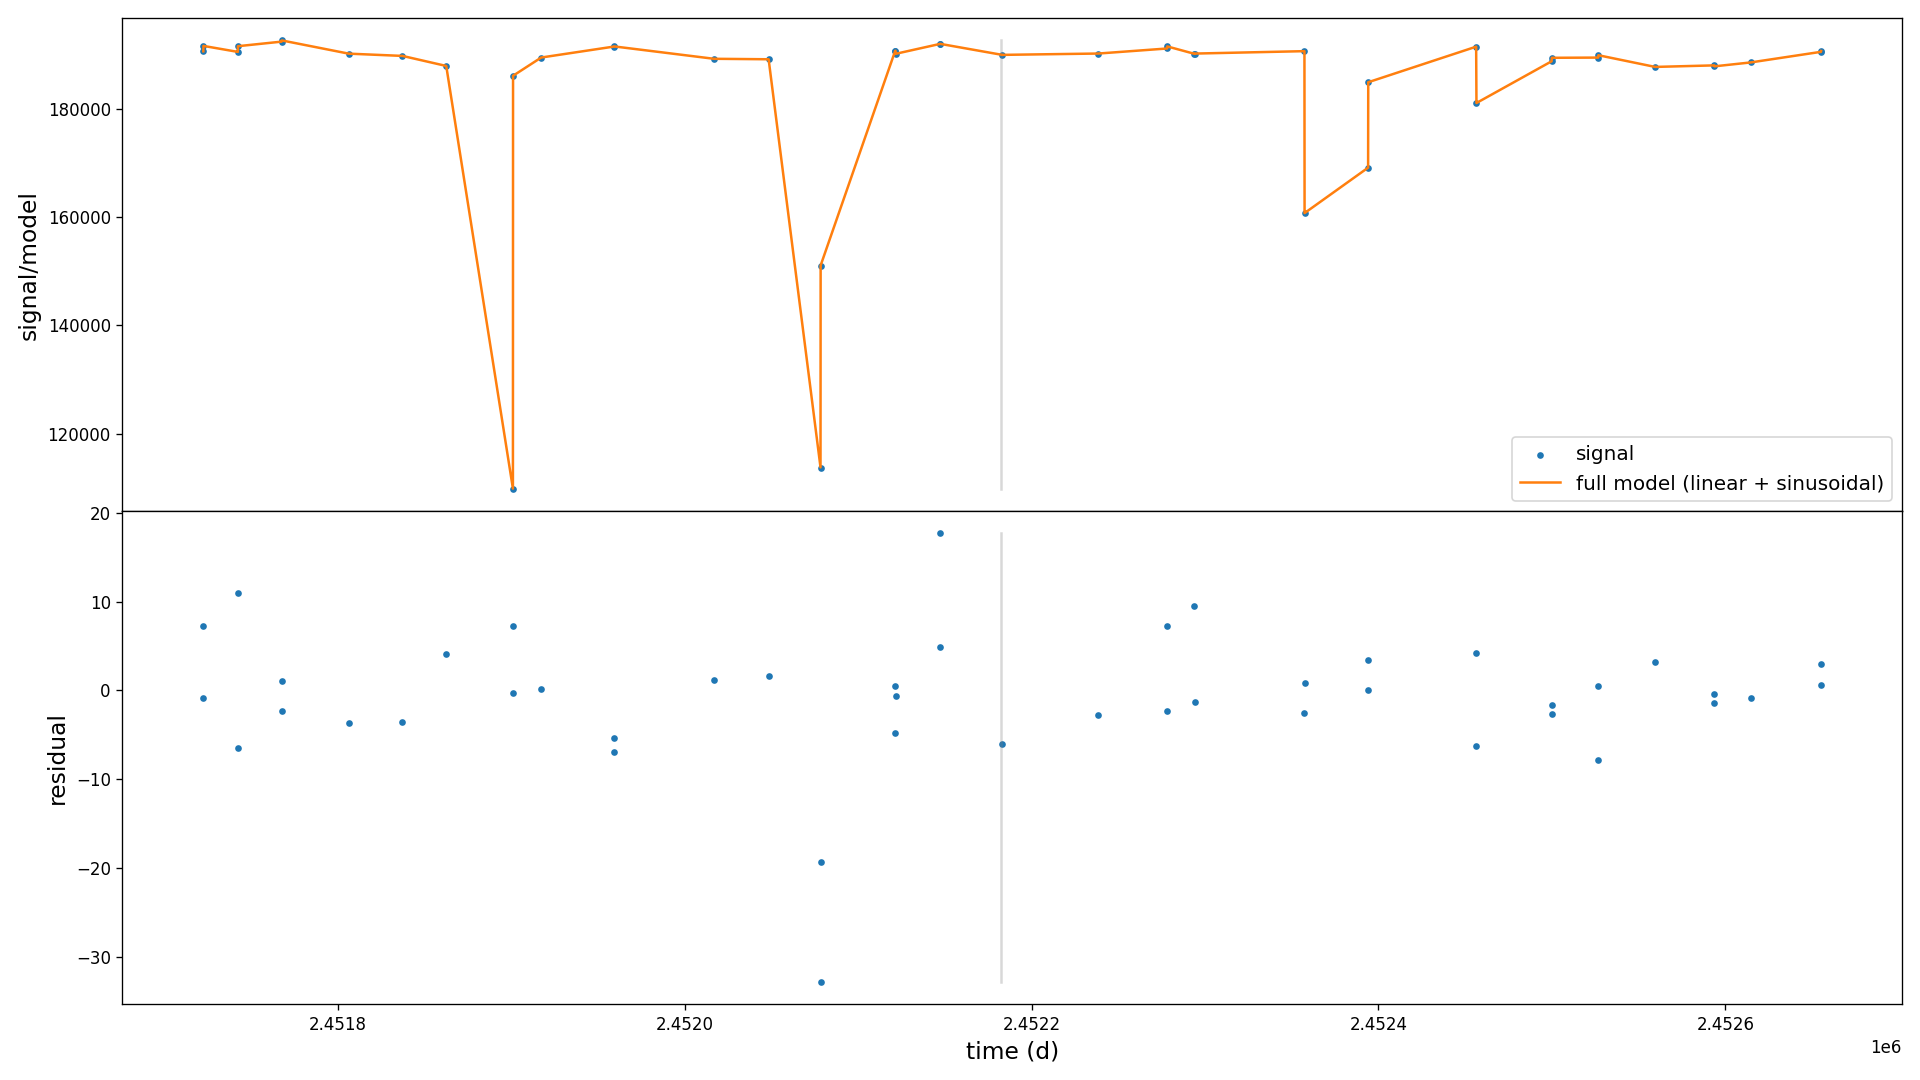 180000
160000
140000
120000
signal/model
signal
full model (linear + sinusoidal)
20
10
0
−10
−20
−30
residual
2.4518
2.4520
2.4522
2.4524
2.4526
time (d)
1e6